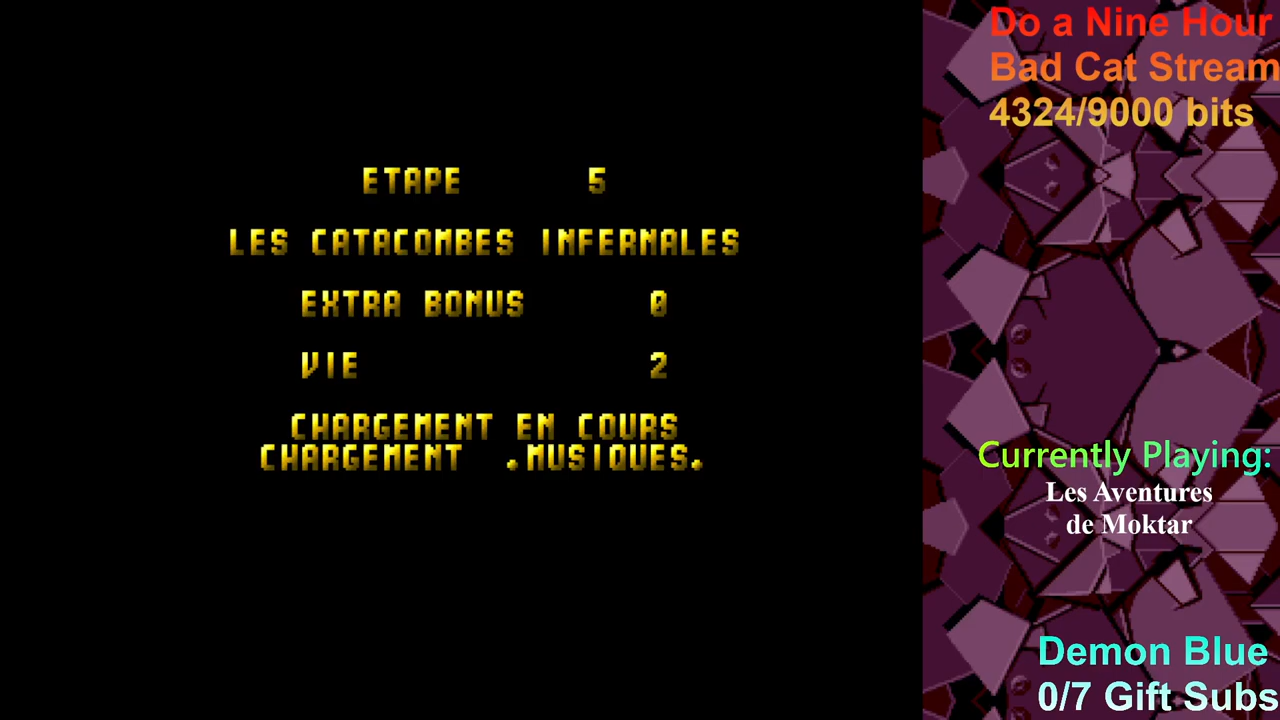 ETAPE 5
LES CATACOMBES INFERNALES
EXTRA BONUS 0
VIE 2
CHARGEMENT EN COURS
CHARGEMENT .MUSIQUES.
Do a Nine Hour
Bad Cat Stream
4324/9000 bits
Currently Playing:
Les Aventures
de Moktar
Demon Blue
0/7 Gift Subs